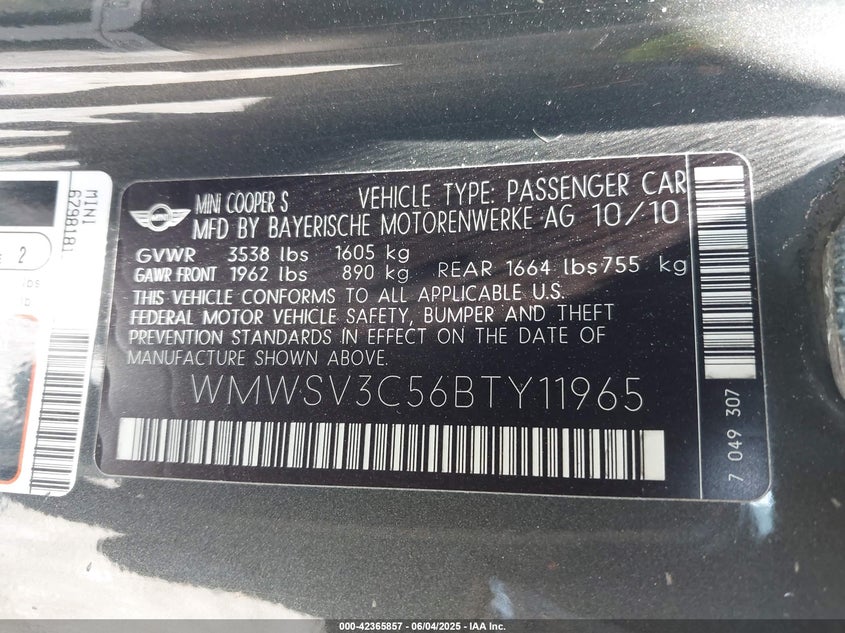 MINI
6298181
2
MINI
MINI COOPER S VEHICLE TYPE: PASSENGER CAR
MFD BY BAYERISCHE MOTORENWERKE AG 10/10
GVWR 3538 lbs 1605 kg
GAWR FRONT 1962 lbs 890 kg REAR 1664 lbs755 kg
THIS VEHICLE CONFORMS TO ALL APPLICABLE U.S.
FEDERAL MOTOR VEHICLE SAFETY, BUMPER AND THEFT
PREVENTION STANDARDS IN EFFECT ON THE DATE OF
MANUFACTURE SHOWN ABOVE.
WMWSV3C56BTY11965
7 049 307
000-42365857 - 06/04/2025 - IAA Inc.